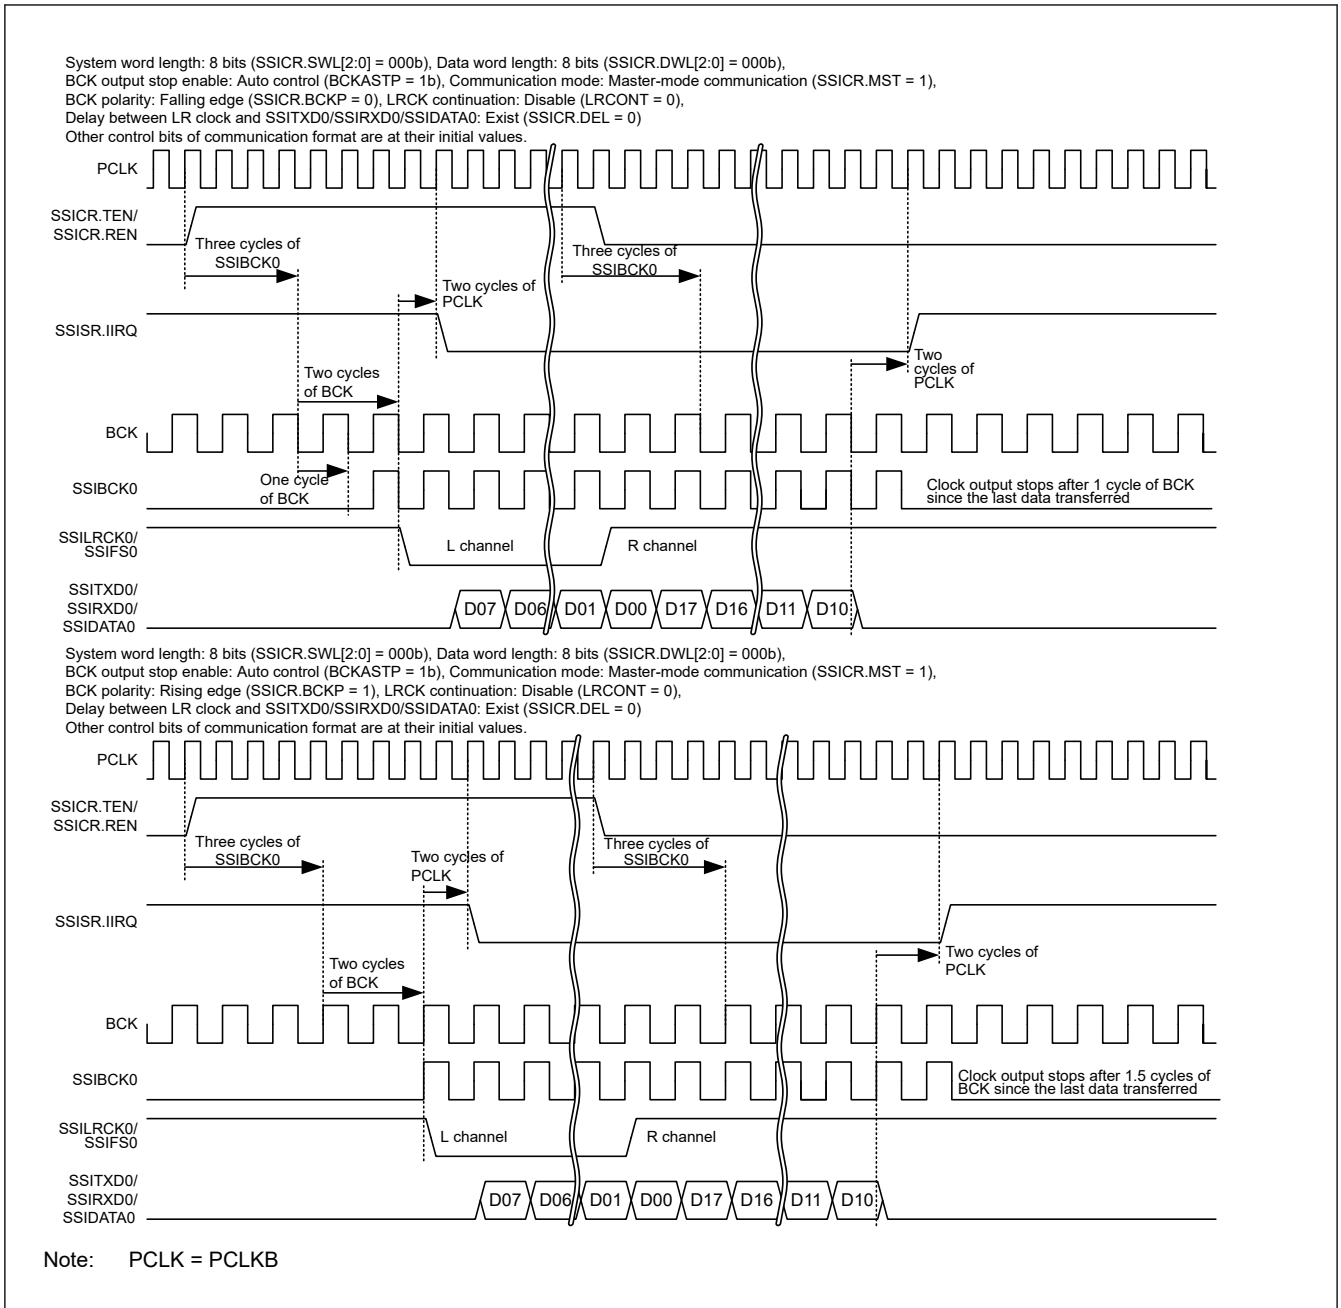 System word length: 8 bits (SSICR.SWL[2:0] = 000b), Data word length: 8 bits (SSICR.DWL[2:0] = 000b),
BCK output stop enable: Auto control (BCKASTP = 1b), Communication mode: Master-mode communication (SSICR.MST = 1),
BCK polarity: Falling edge (SSICR.BCKP = 0), LRCK continuation: Disable (LRCONT = 0),
Delay between LR clock and SSITXD0/SSIRXD0/SSIDATA0: Exist (SSICR.DEL = 0)
Other control bits of communication format are at their initial values.
PCLK
SSICR.TEN/
SSICR.REN
Three cycles of
SSIBCK0
Three cycles of
SSIBCK0
Two cycles of
PCLK
SSISR.IIRQ
Two
cycles of
PCLK
Two cycles
of BCK
BCK
One cycle
of BCK
SSIBCK0
Clock output stops after 1 cycle of BCK
since the last data transferred
SSILRCK0/
SSIFS0
L channel
R channel
SSITXD0/
SSIRXD0/
SSIDATA0
D07 D06 D01 D00 D17 D16 D11 D10
System word length: 8 bits (SSICR.SWL[2:0] = 000b), Data word length: 8 bits (SSICR.DWL[2:0] = 000b),
BCK output stop enable: Auto control (BCKASTP = 1b), Communication mode: Master-mode communication (SSICR.MST = 1),
BCK polarity: Rising edge (SSICR.BCKP = 1), LRCK continuation: Disable (LRCONT = 0),
Delay between LR clock and SSITXD0/SSIRXD0/SSIDATA0: Exist (SSICR.DEL = 0)
Other control bits of communication format are at their initial values.
PCLK
SSICR.TEN/
SSICR.REN
Three cycles of
SSIBCK0
Two cycles of
PCLK
Three cycles of
SSIBCK0
SSISR.IIRQ
Two cycles of
PCLK
Two cycles
of BCK
BCK
SSIBCK0
Clock output stops after 1.5 cycles of
BCK since the last data transferred
SSILRCK0/
SSIFS0
L channel
R channel
SSITXD0/
SSIRXD0/
SSIDATA0
D07 D06 D01 D00 D17 D16 D11 D10
Note: PCLK = PCLKB